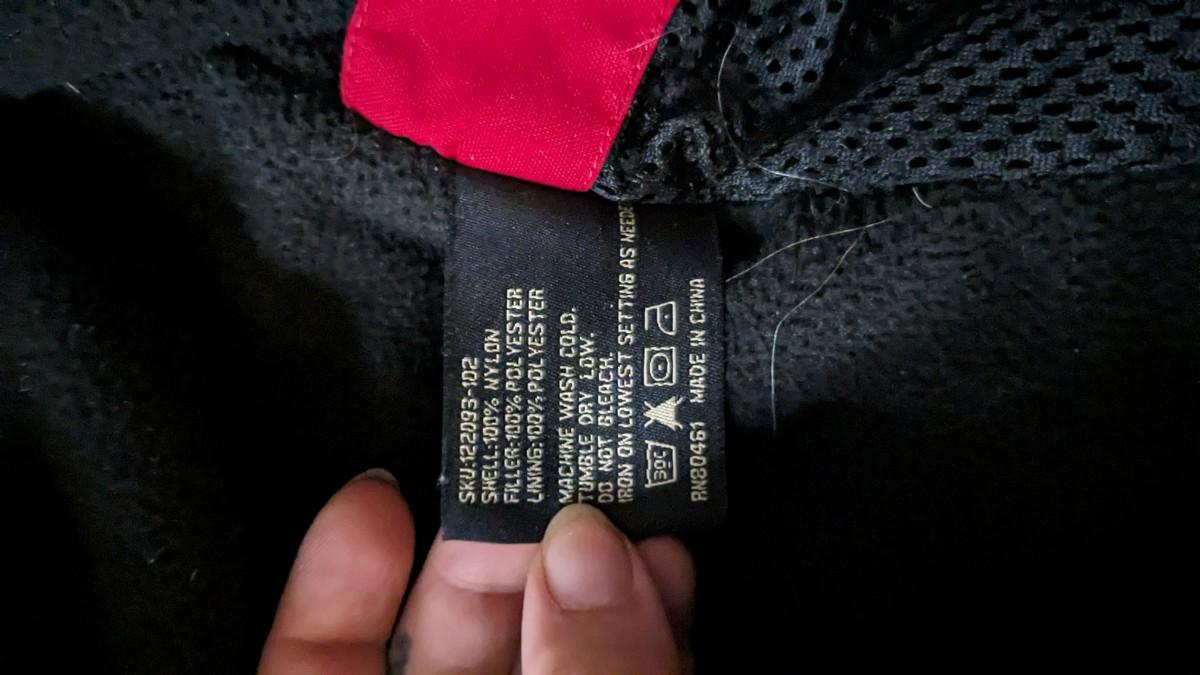 SKU:122093-102
SHELL:100% NYLON
FILLER:100% POLYESTER
LINING:100% POLYESTER
MACHINE WASH COLD.
TUMBLE DRY LOW.
DO NOT BLEACH.
IRON ON LOWEST SETTING AS
30C
RN80461 MADE IN CHINA